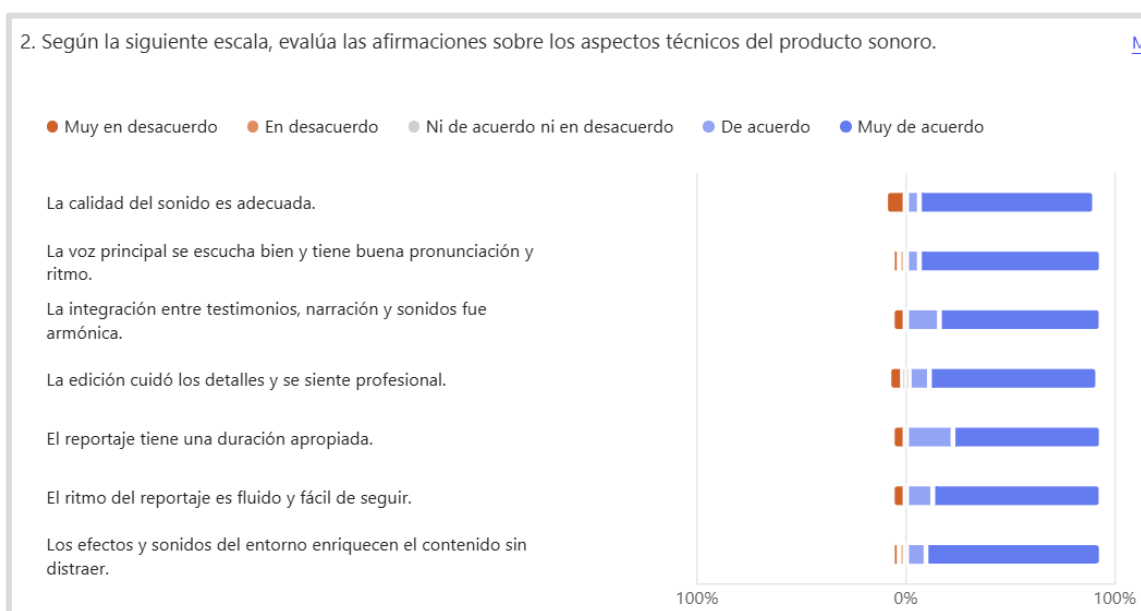 2. Según la siguiente escala, evalúa las afirmaciones sobre los aspectos técnicos del producto sonoro.
Muy en desacuerdo En desacuerdo Ni de acuerdo ni en desacuerdo De acuerdo Muy de acuerdo
La calidad del sonido es adecuada.
La voz principal se escucha bien y tiene buena pronunciación y
ritmo.
La integración entre testimonios, narración y sonidos fue
armónica.
La edición cuidó los detalles y se siente profesional.
El reportaje tiene una duración apropiada.
El ritmo del reportaje es fluido y fácil de seguir.
Los efectos y sonidos del entorno enriquecen el contenido sin
distraer.
100% 0% 100%